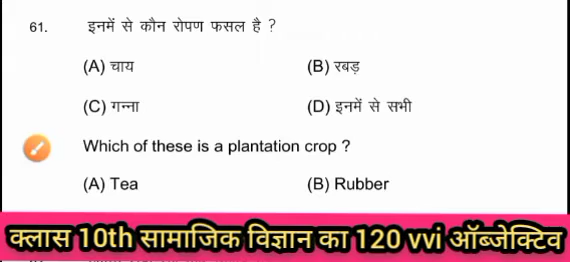 61. इनमें से कौन रोपण फसल है ?
(A) चाय (B) रबड़
(C) गन्ना (D) इनमें से सभी
Which of these is a plantation crop ?
(A) Tea (B) Rubber
क्लास 10th सामाजिक विज्ञान का 120 vvi ऑब्जेक्टिव